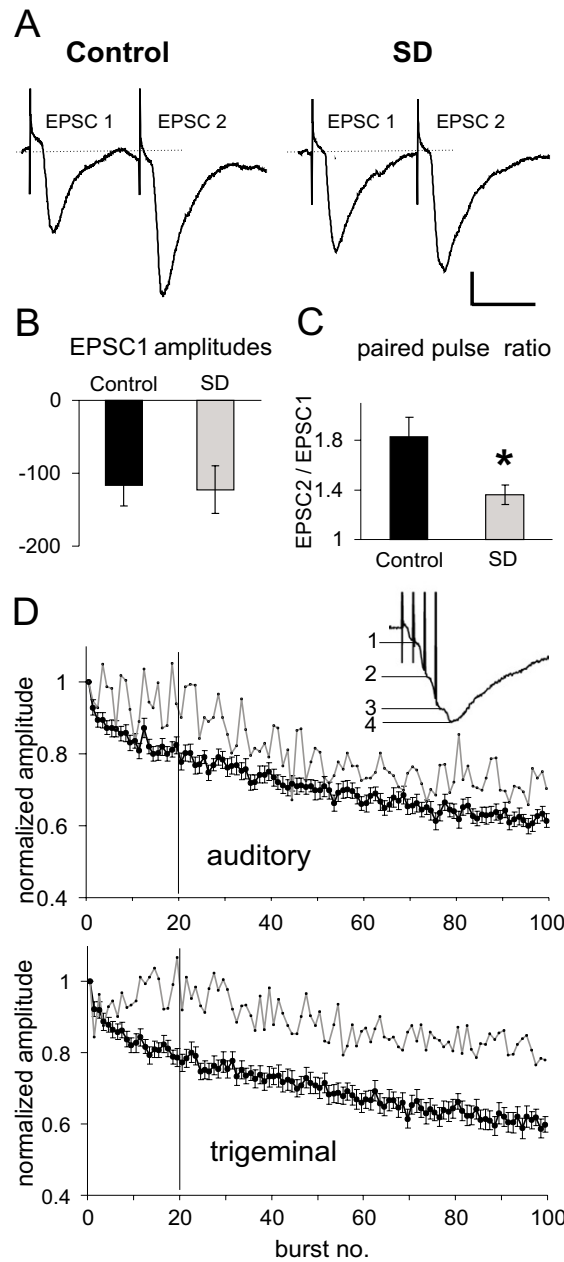 A
Control SD
EPSC 1 EPSC 2 EPSC 1 EPSC 2
B
EPSC1 amplitudes
Control SD
0
-100
-200
C
paired pulse ratio
EPSC2 / EPSC1
1.8
1.4
1
*
Control SD
D
1
2
3
4
normalized amplitude
1
0.8
0.6
0.4
auditory
0 20 40 60 80 100
normalized amplitude
1
0.8
0.6
0.4
trigeminal
0 20 40 60 80 100
burst no.